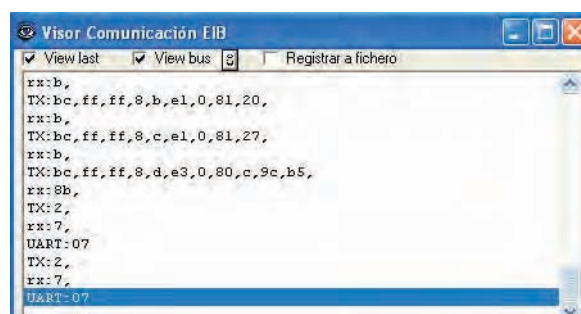 Visor Comunicación EIB
View last View bus Registrar a fichero
rx:b,
TX:bc,ff,ff,8,b,e1,0,81,20,
rx:b,
TX:bc,ff,ff,8,c,e1,0,81,27,
rx:b,
TX:bc,ff,ff,8,d,e3,0,80,c,9c,b5,
rx:8b,
TX:2,
rx:7,
UART:07
TX:2,
rx:7,
UART:07